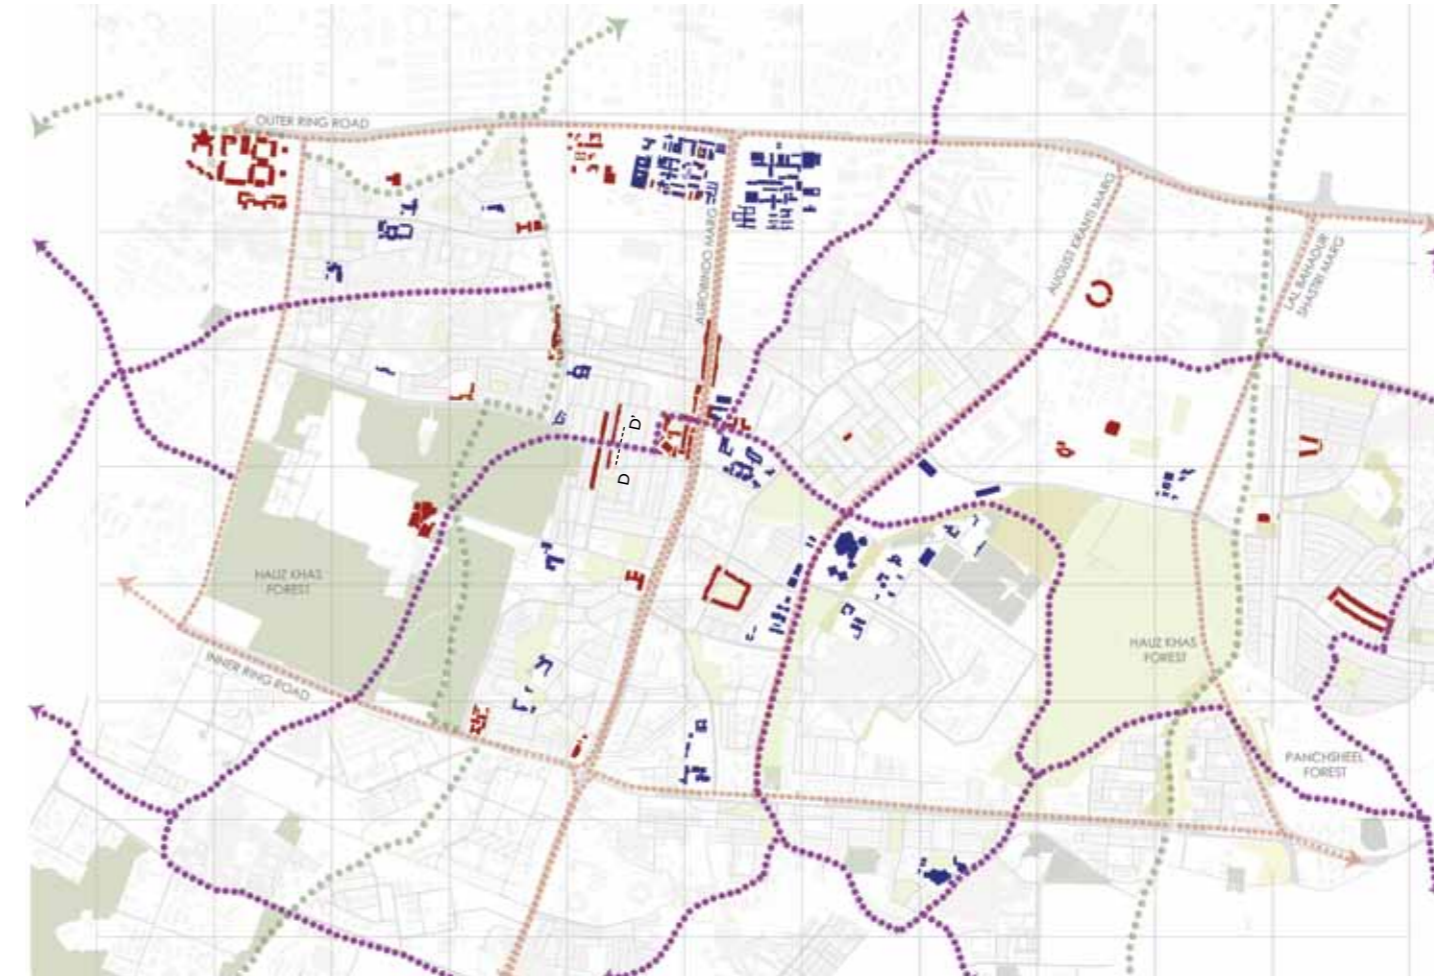 OUTER RING ROAD
AUROBINDO MARG
AUGUST KRANTI MARG
LAL BAHADUR
SHASTRI MARG
D'
D
HAUZ KHAS
FOREST
HAUZ KHAS
FOREST
INNER RING ROAD
PANCHSHEEL
FOREST